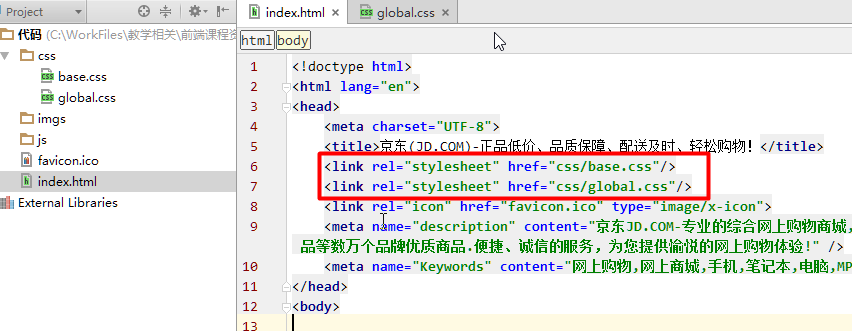 Project
index.html
global.css
代码 (C:\WorkFiles\教学相关\前端课程资
css
base.css
global.css
imgs
js
favicon.ico
index.html
External Libraries
html body
1 <!doctype html>
2 <html lang="en">
3 <head>
4 <meta charset="UTF-8">
5 <title>京东(JD.COM)-正品低价、品质保障、配送及时、轻松购物！</title>
6 <link rel="stylesheet" href="css/base.css"/>
7 <link rel="stylesheet" href="css/global.css"/>
8 <link rel="icon" href="favicon.ico" type="image/x-icon">
9 <meta name="description" content="京东JD.COM-专业的综合网上购物商城,
品等数万个品牌优质商品.便捷、诚信的服务，为您提供愉悦的网上购物体验!" />
10 <meta name="Keywords" content="网上购物,网上商城,手机,笔记本,电脑,MP
11 </head>
12 <body>
13